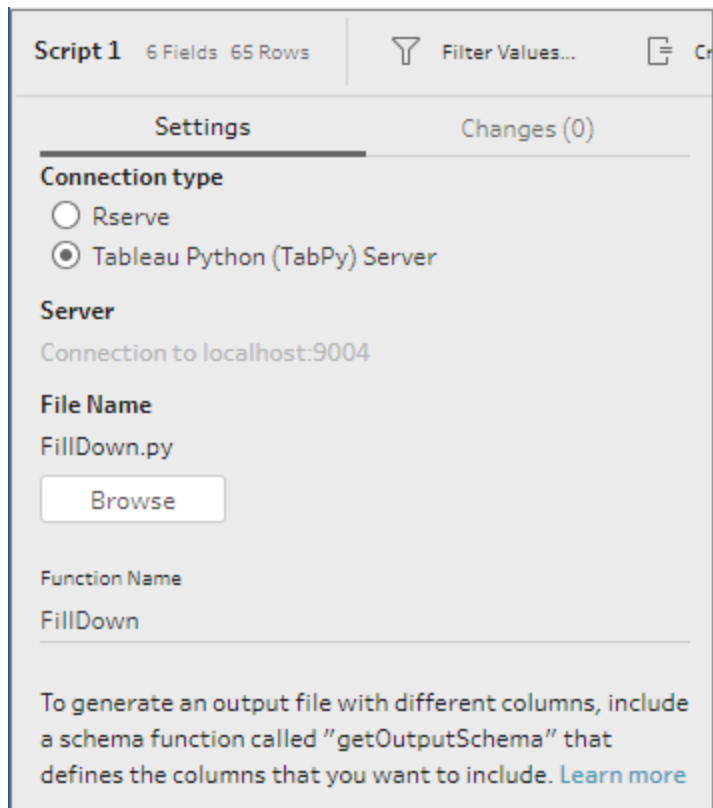 Script 1 6 Fields 65 Rows Filter Values... Cr
Settings Changes (0)
Connection type
Rserve
Tableau Python (TabPy) Server
Server
Connection to localhost:9004
File Name
FillDown.py
Browse
Function Name
FillDown
To generate an output file with different columns, include
a schema function called "getOutputSchema" that
defines the columns that you want to include. Learn more